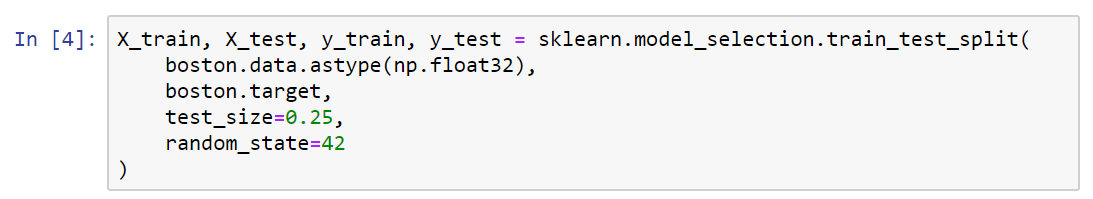 In [4]: X_train, X_test, y_train, y_test = sklearn.model_selection.train_test_split(
    boston.data.astype(np.float32),
    boston.target,
    test_size=0.25,
    random_state=42
)